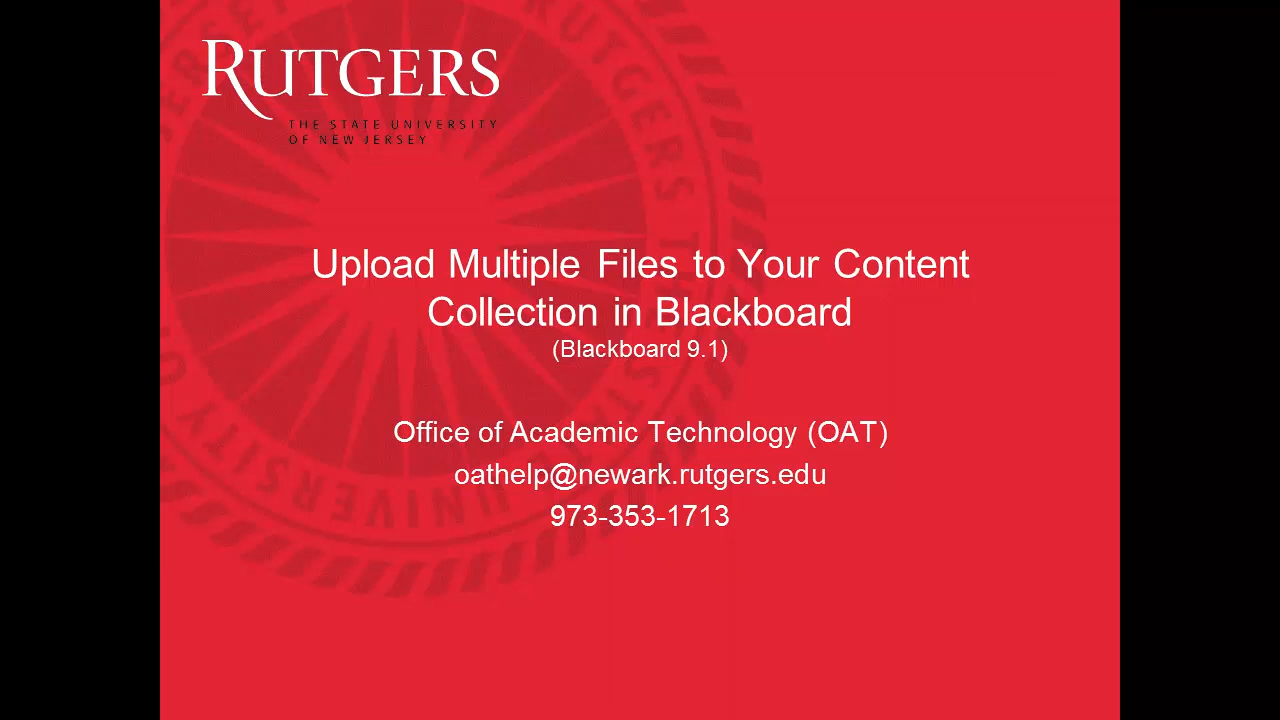 RUTGERS
THE STATE UNIVERSITY
OF NEW JERSEY
Upload Multiple Files to Your Content
Collection in Blackboard
(Blackboard 9.1)
Office of Academic Technology (OAT)
oathelp@newark.rutgers.edu
973-353-1713